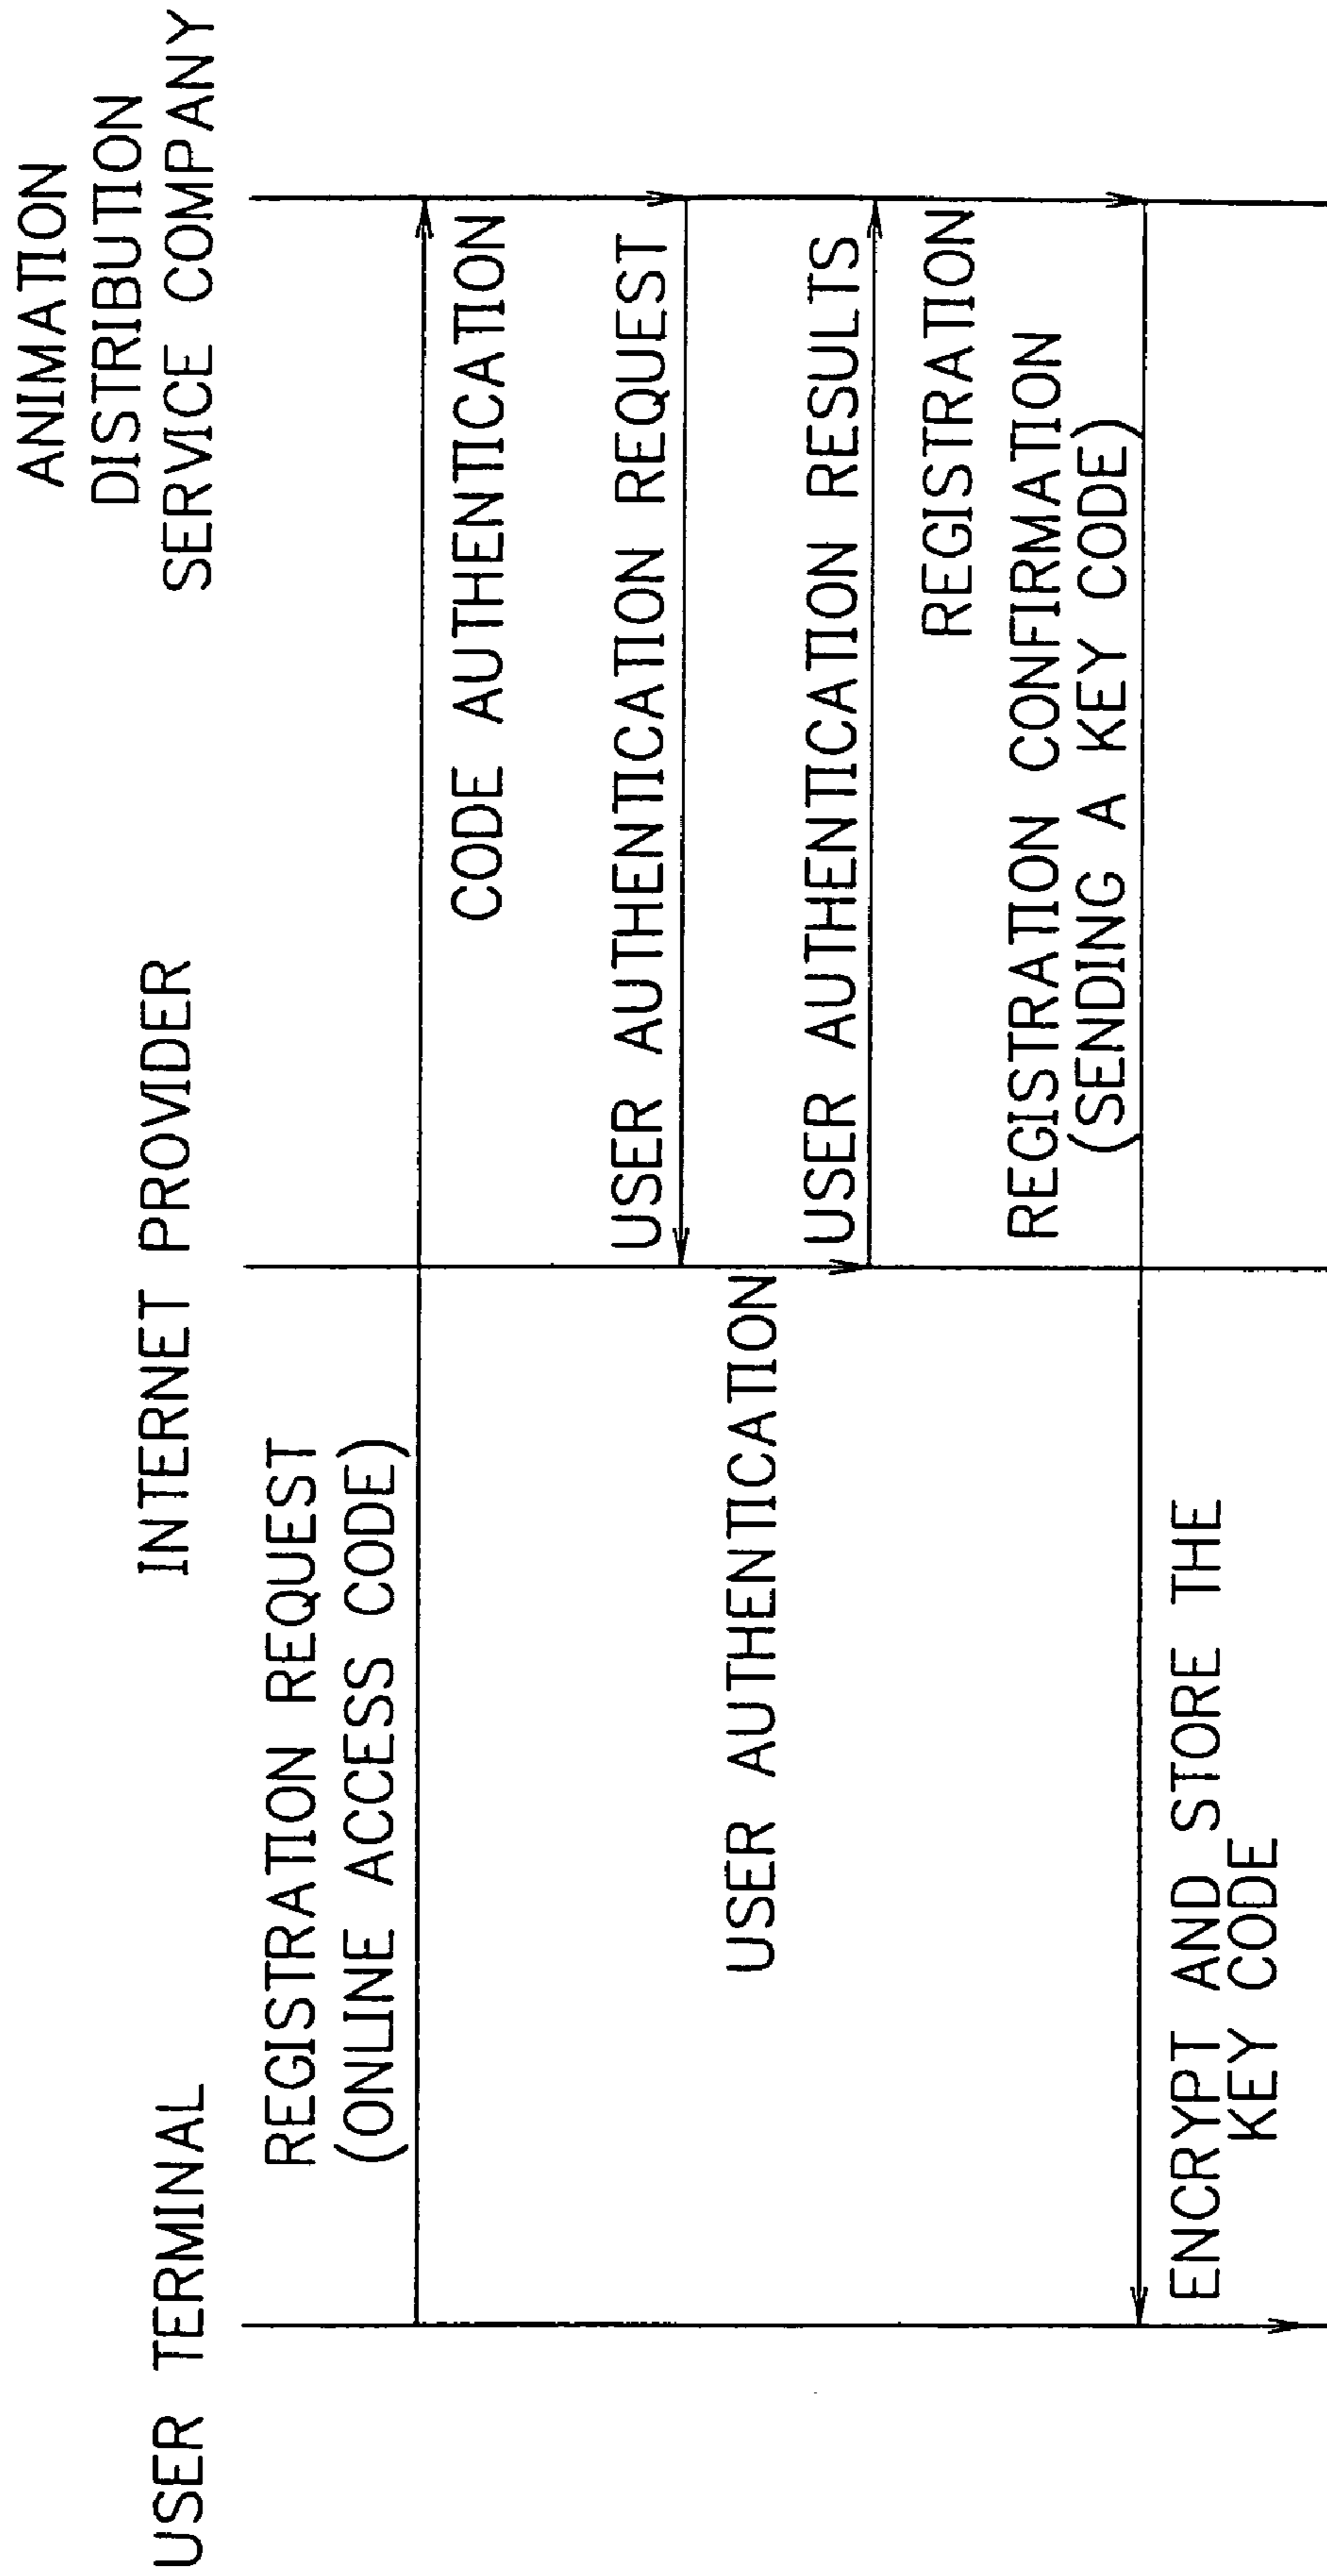 USER TERMINAL
INTERNET PROVIDER
ANIMATION
DISTRIBUTION
SERVICE COMPANY
REGISTRATION REQUEST
(ONLINE ACCESS CODE)
CODE AUTHENTICATION
USER AUTHENTICATION REQUEST
USER AUTHENTICATION
USER AUTHENTICATION RESULTS
REGISTRATION
REGISTRATION CONFIRMATION
(SENDING A KEY CODE)
ENCRYPT AND STORE THE
KEY CODE